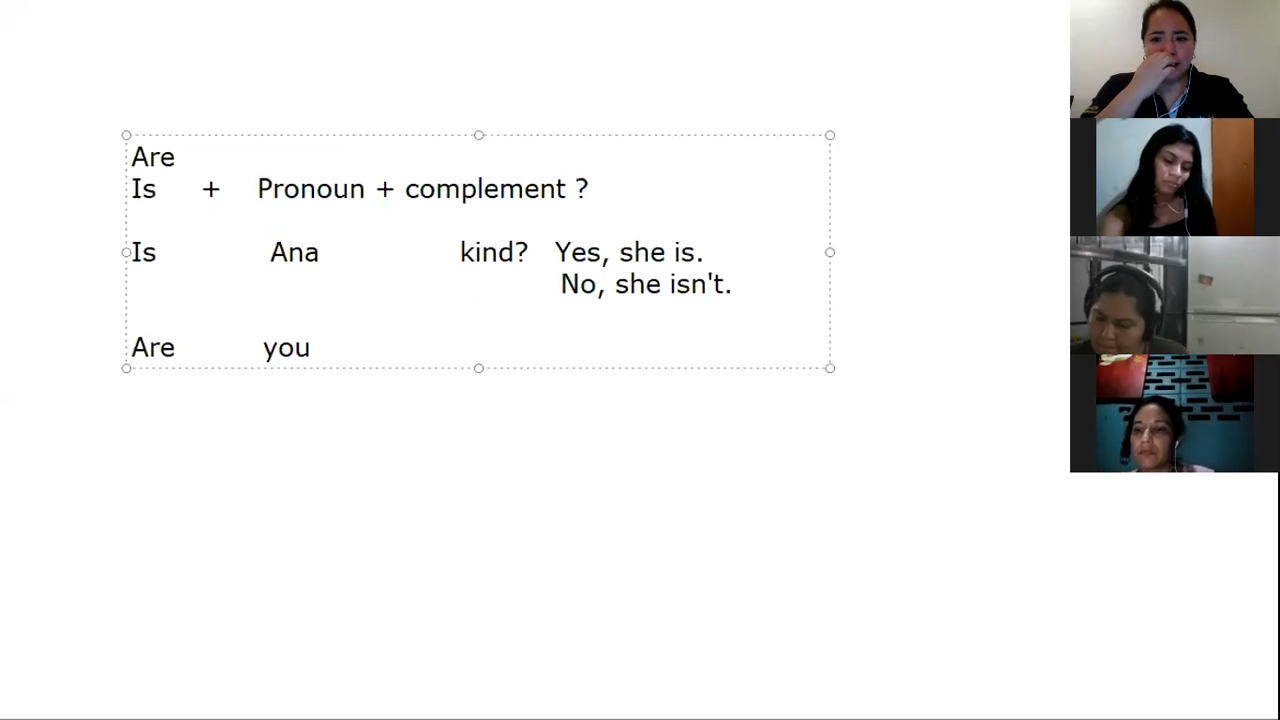 Are
Is + Pronoun + complement ?
Is Ana kind? Yes, she is.
No, she isn't.
Are you